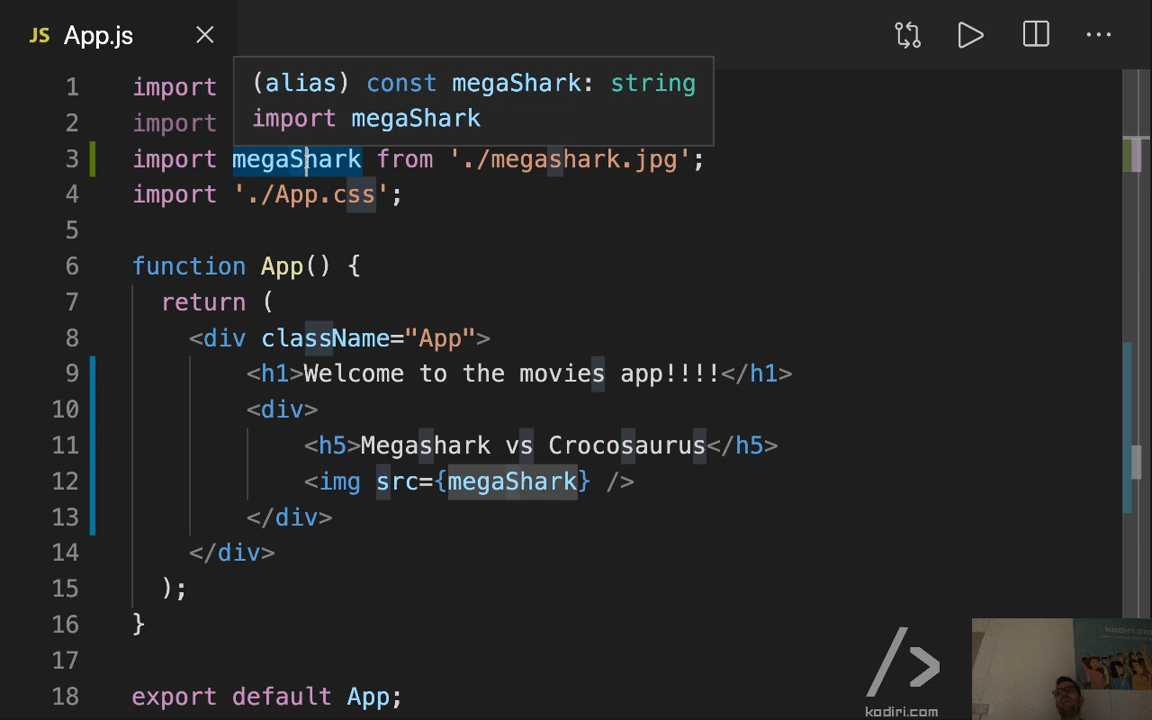 JS App.js
(alias) const megaShark: string
import megaShark
1 import
2 import
3 import megaShark from './megashark.jpg';
4 import './App.css';
5
6 function App() {
7 return (
8 <div className="App">
9 <h1>Welcome to the movies app!!!!</h1>
10 <div>
11 <h5>Megashark vs Crocosaurus</h5>
12 <img src={megaShark} />
13 </div>
14 </div>
15 );
16 }
17
18 export default App;
/>
kodiri.com
kodiri.com